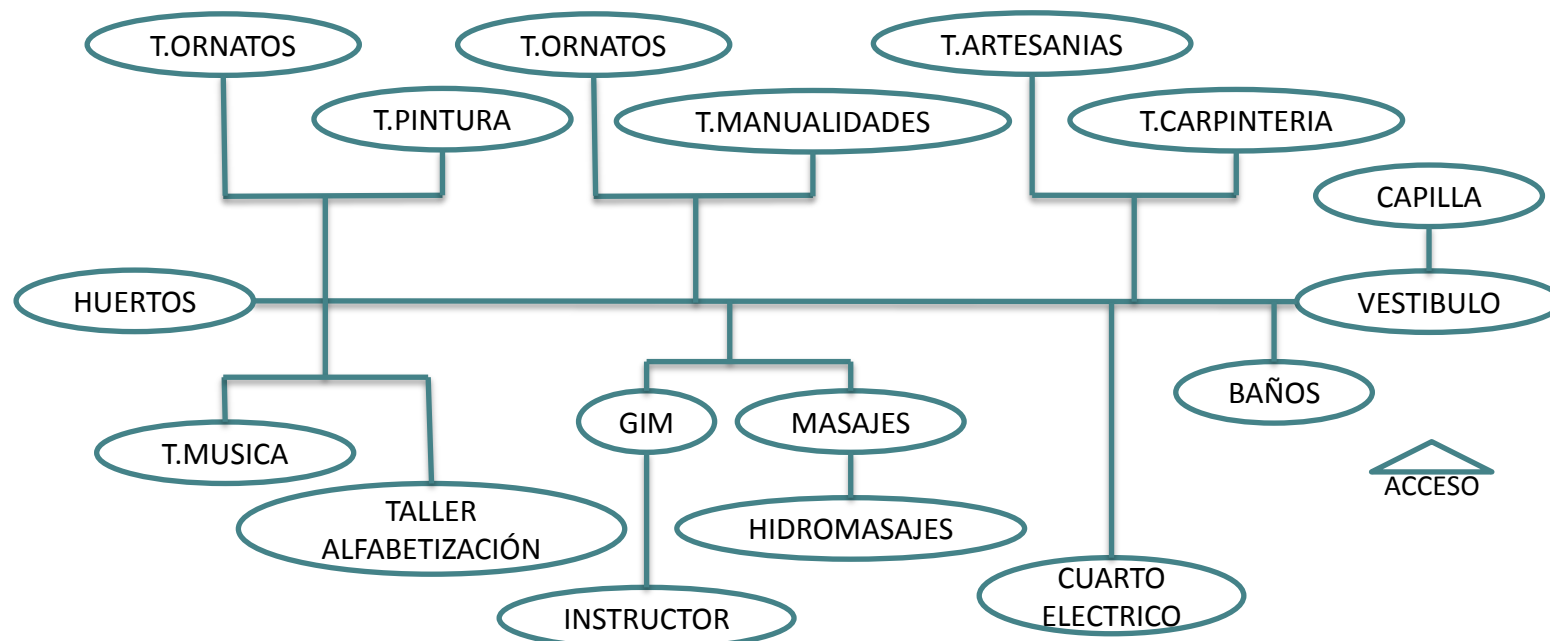 T.ORNATOS
T.ORNATOS
T.ARTESANIAS
T.PINTURA
T.MANUALIDADES
T.CARPINTERIA
CAPILLA
HUERTOS
VESTIBULO
BAÑOS
GIM
MASAJES
T.MUSICA
ACCESO
TALLER
ALFABETIZACIÓN
HIDROMASAJES
CUARTO
ELECTRICO
INSTRUCTOR